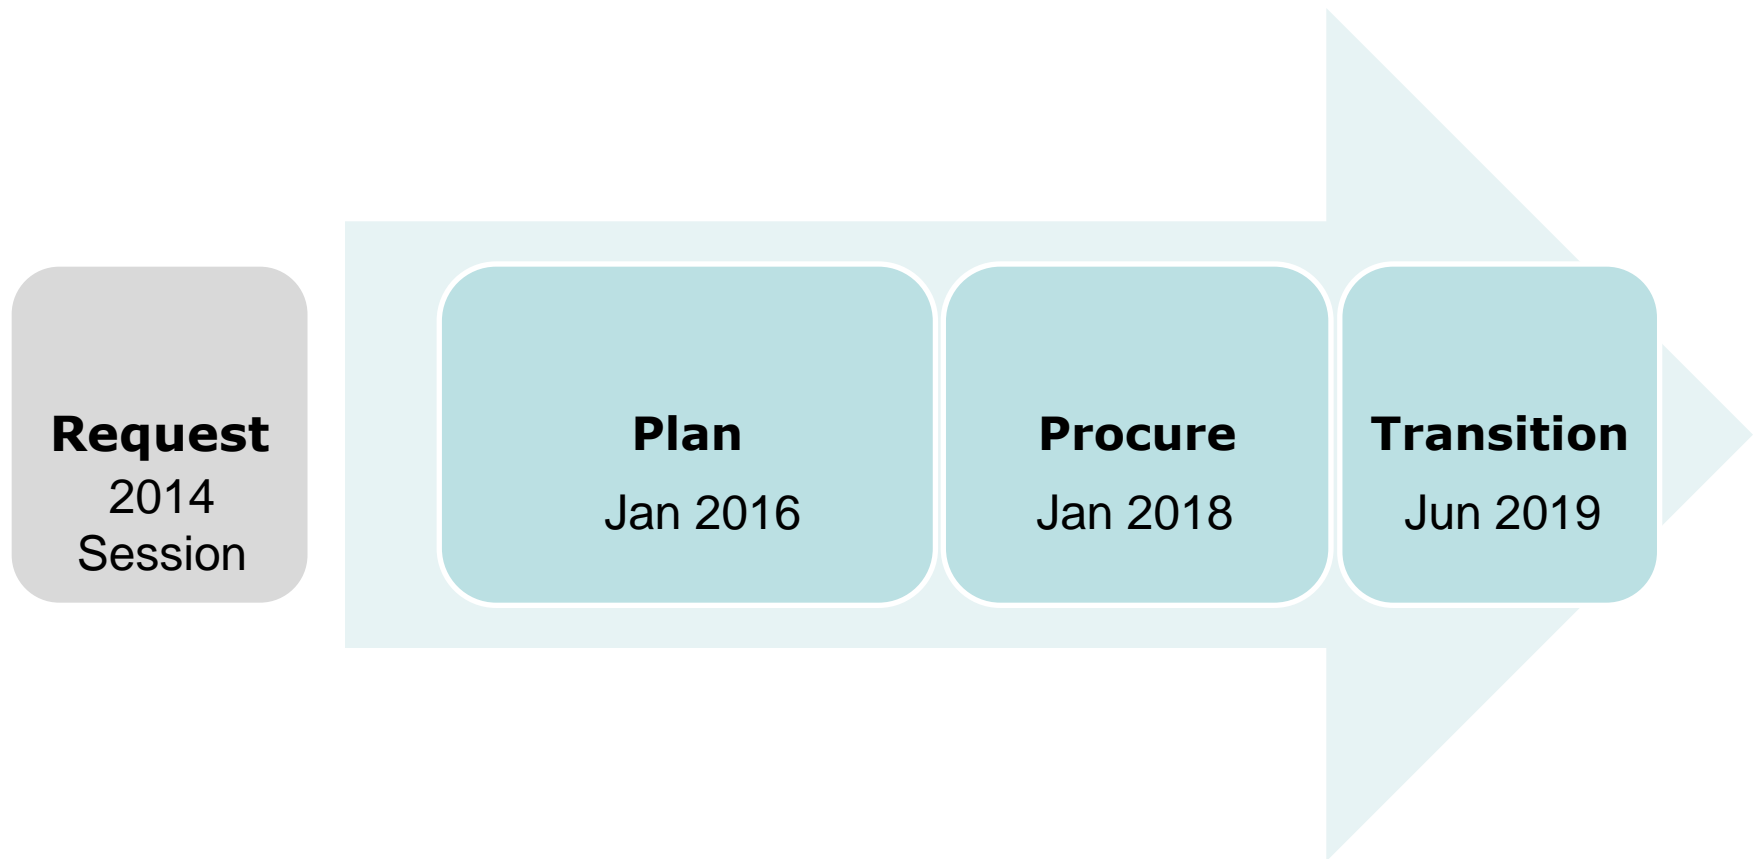 Request
2014
Session
Plan
Jan 2016
Procure
Jan 2018
Transition
Jun 2019